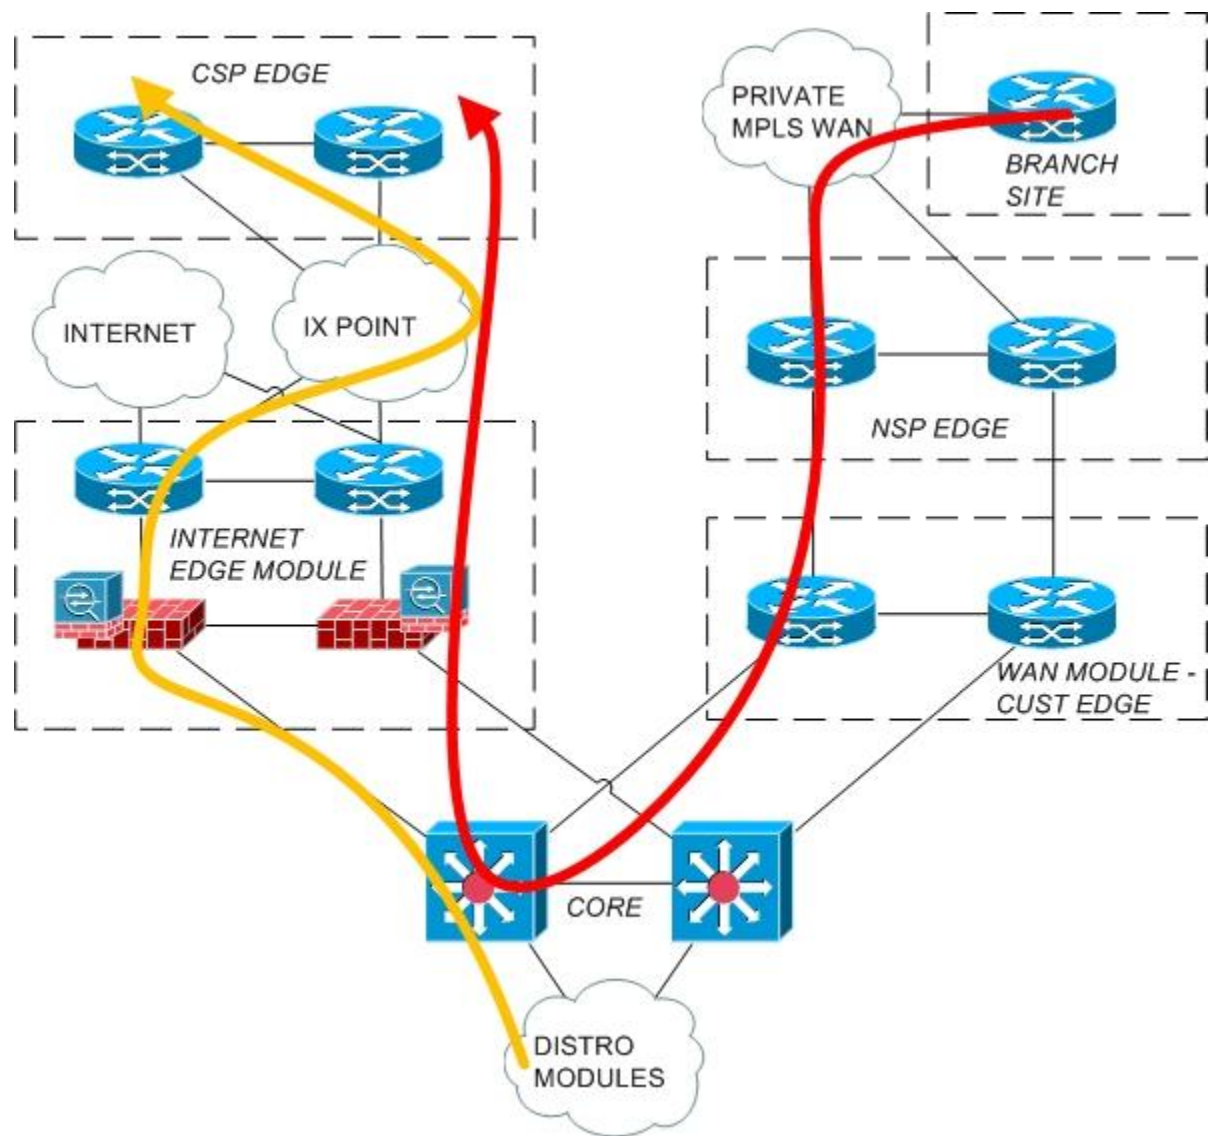 CSP EDGE
PRIVATE
MPLS WAN
BRANCH
SITE
INTERNET
IX POINT
NSP EDGE
INTERNET
EDGE MODULE
WAN MODULE -
CUST EDGE
CORE
DISTRO
MODULES